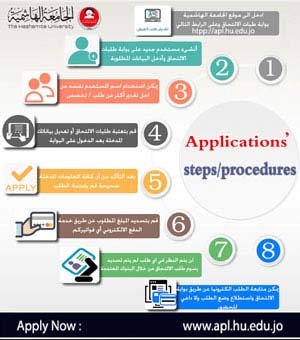 الجامعة الهاشمية
The Hashemite University
ادخل الى موقع الجامعة الهاشمية
بوابة طلبات الالتحاق وعلى الرابط التالي
http://apl.hu.edu.jo
1
أنشئ مستخدم جديد على بوابة طلبات
الالتحاق وأدخل البيانات المطلوبة
2
يمكن استخدام اسم المستخدم نفسه من
اجل تقديم أكثر من طلب / تخصص
3
قم بتعبئة طلبات الالتحاق أو تعديل بياناتك
المدخلة بعد الدخول على البوابة
4
Applications'
steps/procedures
بعد التأكد من أن كافة المعلومات المدخلة
صحيحة قم بتثبيت الطلب
5
APPLY
قم بتسديد المبلغ المطلوب عن طريق خدمة
الدفع الالكتروني أي فواتيركم
6
لن يتم النظر في اي طلب لم يتم تسديد
رسوم طلب الالتحاق من خلال البنوك المعتمدة
7
8
يمكن متابعة الطلب الكترونيا عن طريق بوابة
الالتحاق واستطلاع وضع الطلب ولا داعي
للحضور
Apply Now :
www.apl.hu.edu.jo